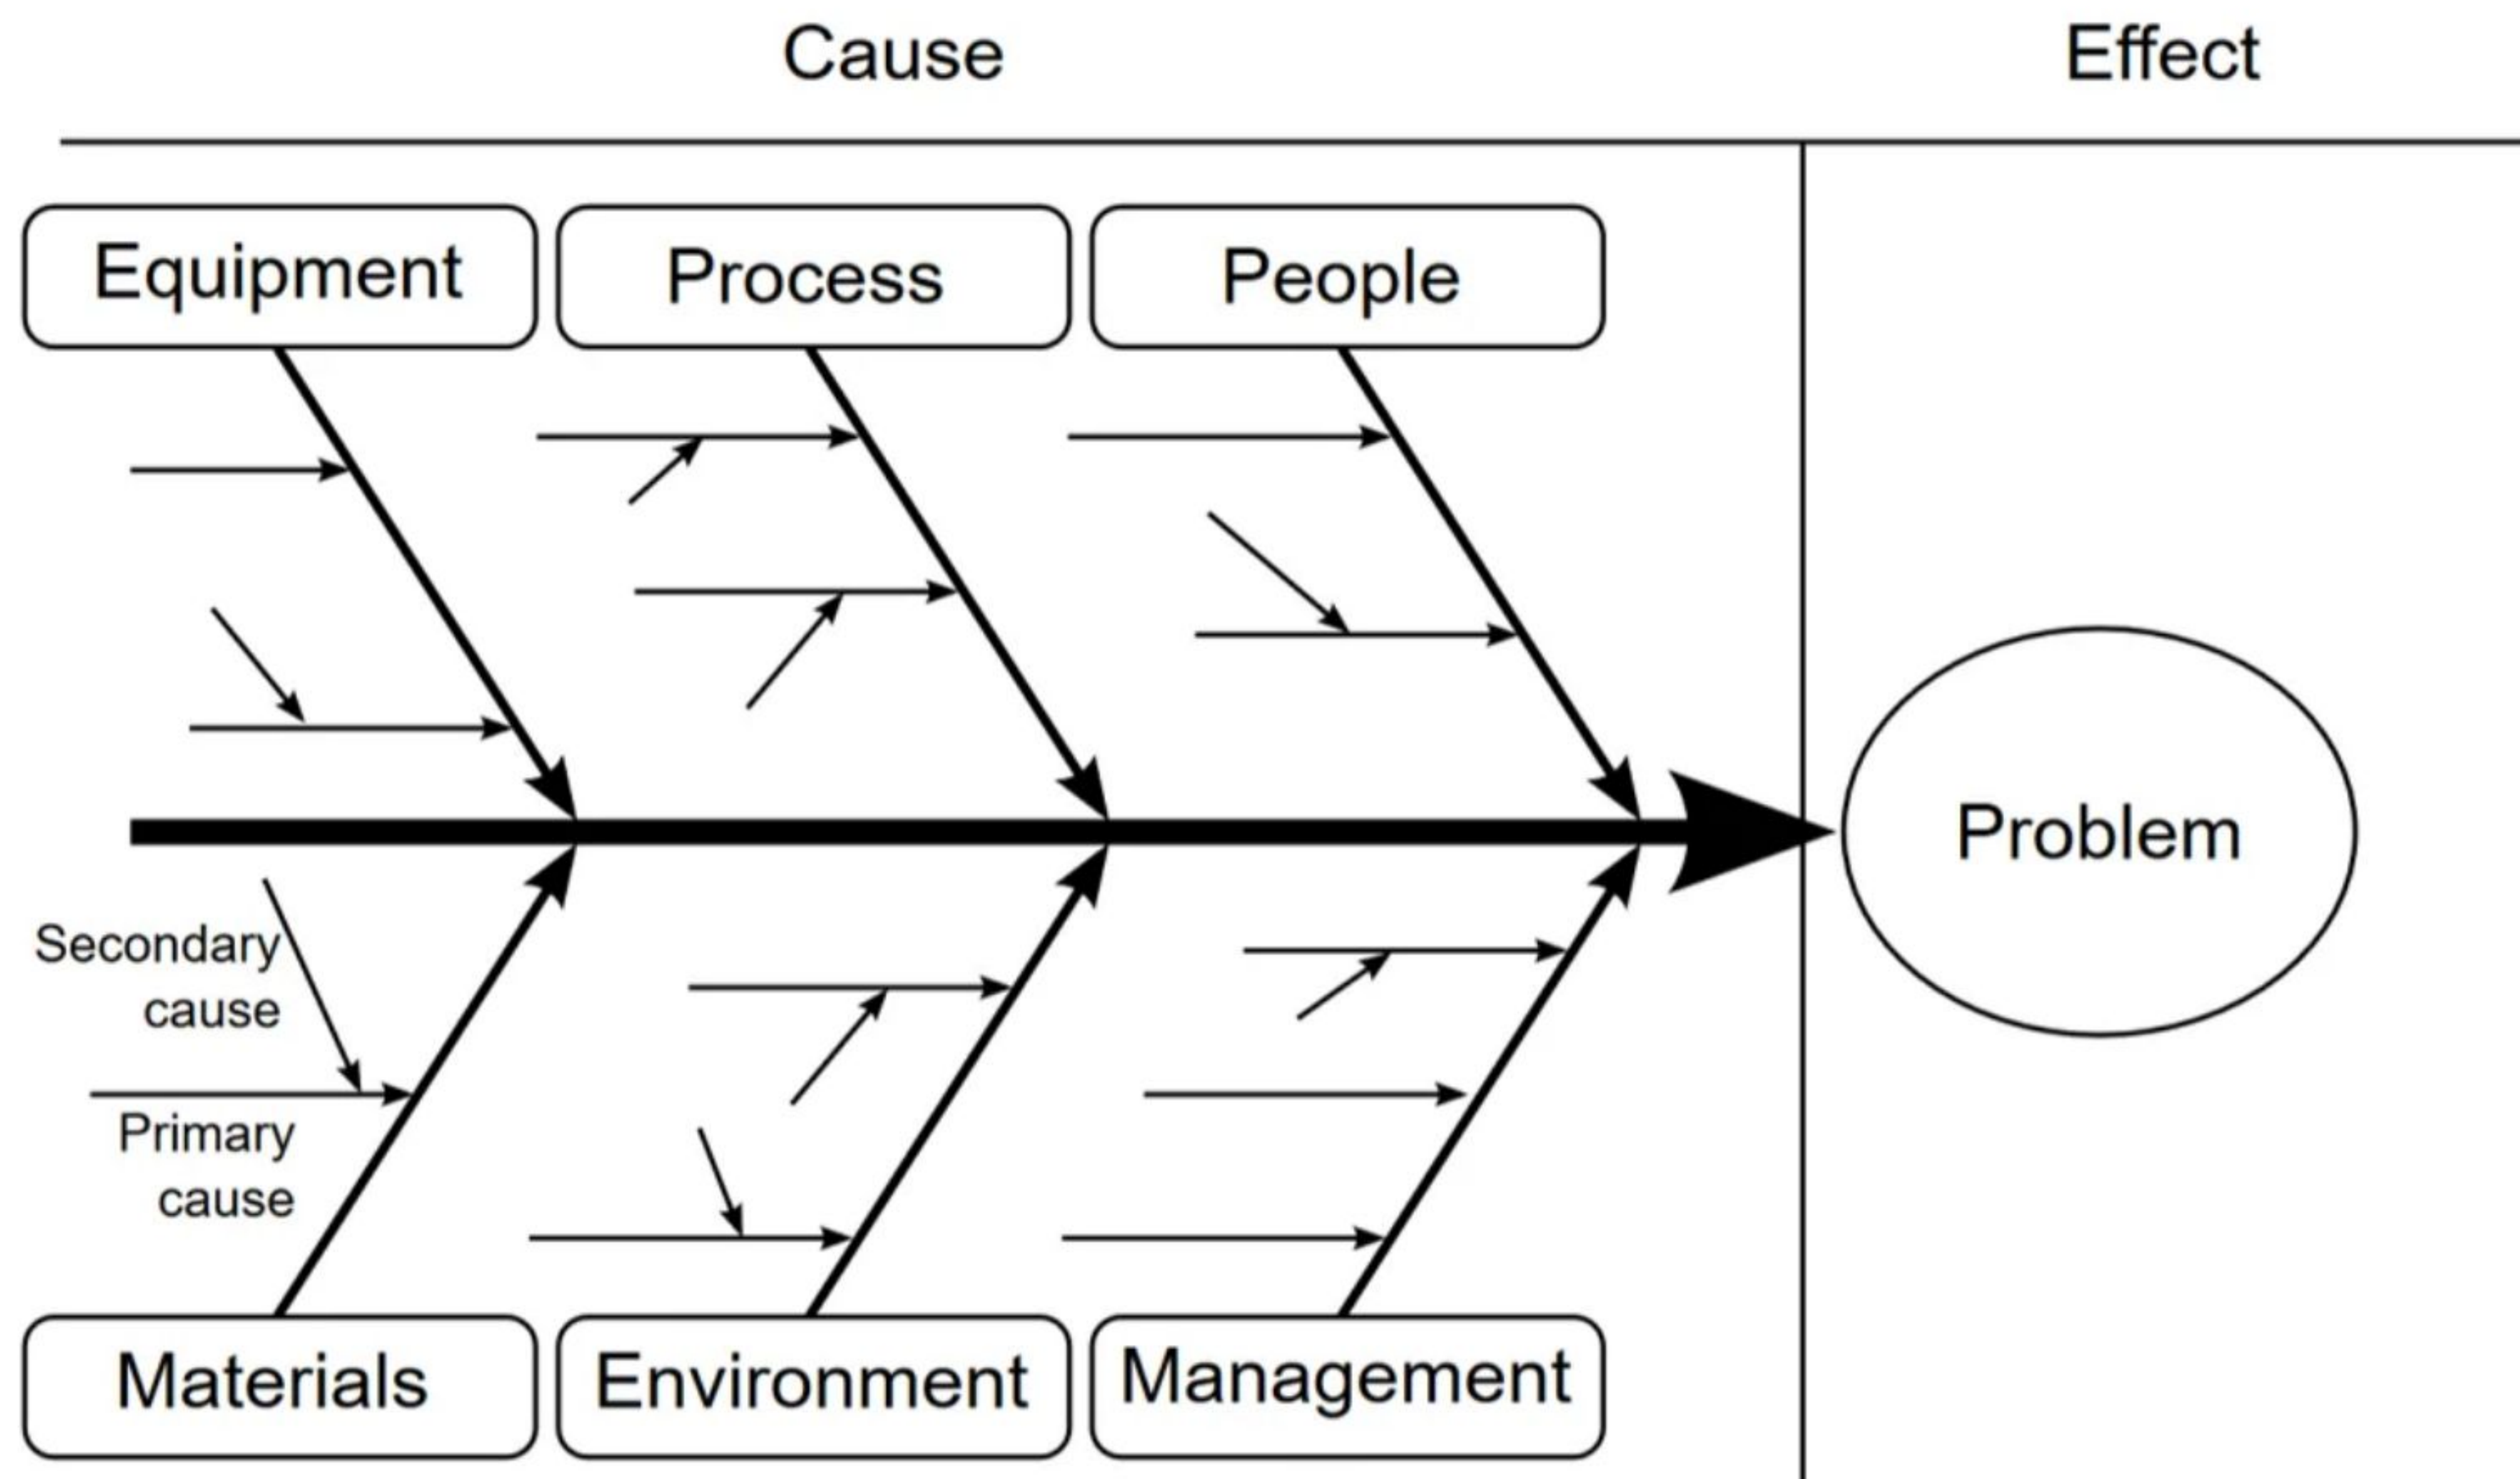 Cause
Effect
Equipment
Process
People
Problem
Secondary
cause
Primary
cause
Materials
Environment
Management